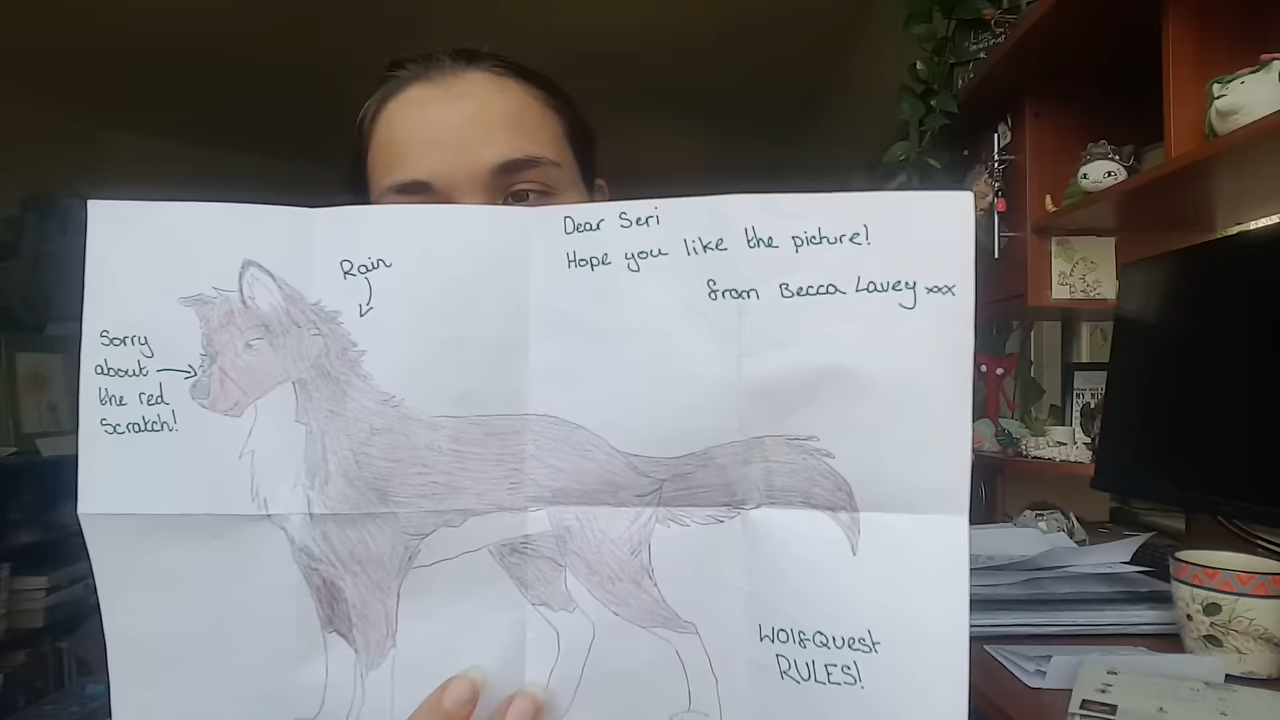 Dear Seri
Hope you like the picture!
from Becca Lavey xxx
Rain
Sorry
about
the red
scratch!
WolfQuest
RULES!